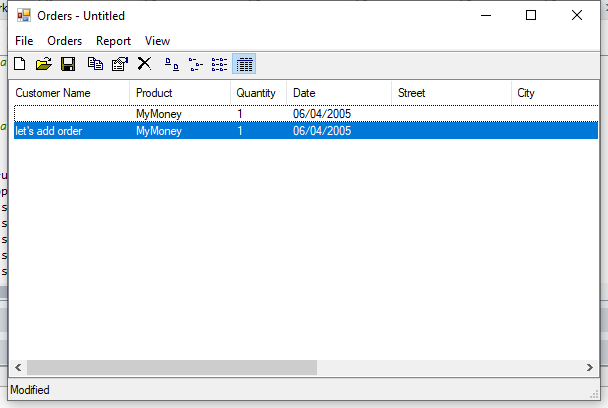 Orders - Untitled
File Orders Report View
Customer Name Product Quantity Date Street City
MyMoney 1 06/04/2005
let's add order MyMoney 1 06/04/2005
Modified